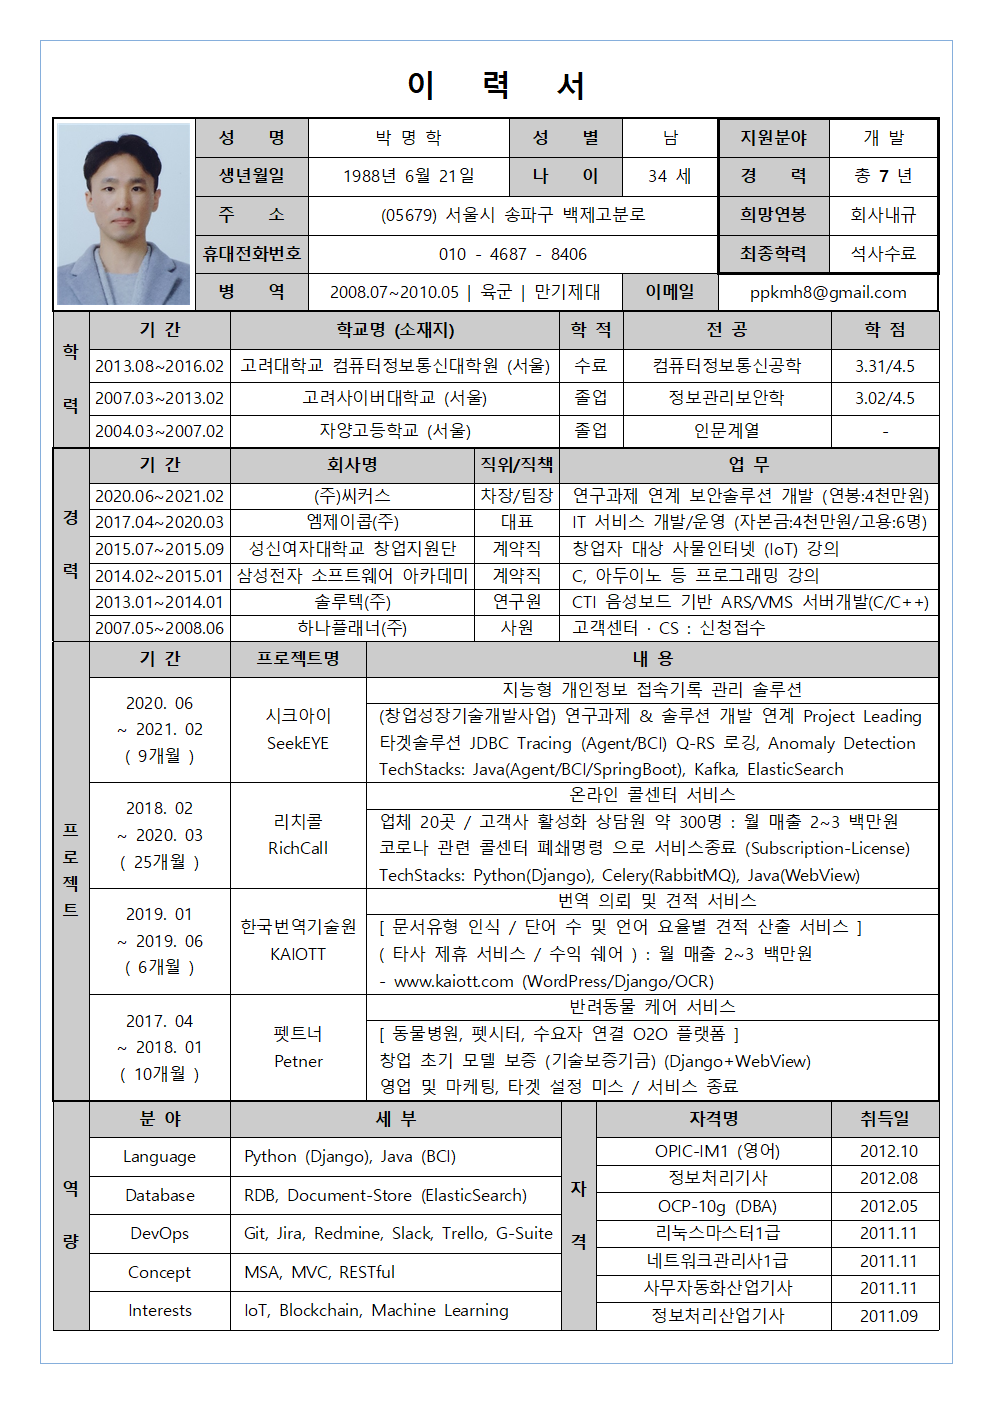 이 력 서
성 명 박 명 학 성 별 남 지원분야 개 발
생년월일 1988년 6월 21일 나 이 34 세 경 력 총 7 년
주 소 (05679) 서울시 송파구 백제고분로 희망연봉 회사내규
휴대전화번호 010 - 4687 - 8406 최종학력 석사수료
병 역 2008.07~2010.05 | 육군 | 만기제대 이메일 ppkmh8@gmail.com
학 력
기 간 학교명 (소재지) 학 적 전 공 학 점
2013.08~2016.02 고려대학교 컴퓨터정보통신대학원 (서울) 수료 컴퓨터정보통신공학 3.31/4.5
2007.03~2013.02 고려사이버대학교 (서울) 졸업 정보관리보안학 3.02/4.5
2004.03~2007.02 자양고등학교 (서울) 졸업 인문계열 -
경 력
기 간 회사명 직위/직책 업 무
2020.06~2021.02 (주)씨커스 차장/팀장 연구과제 연계 보안솔루션 개발 (연봉:4천만원)
2017.04~2020.03 엠제이콥(주) 대표 IT 서비스 개발/운영 (자본금:4천만원/고용:6명)
2015.07~2015.09 성신여자대학교 창업지원단 계약직 창업자 대상 사물인터넷 (IoT) 강의
2014.02~2015.01 삼성전자 소프트웨어 아카데미 계약직 C, 아두이노 등 프로그래밍 강의
2013.01~2014.01 솔루텍(주) 연구원 CTI 음성보드 기반 ARS/VMS 서버개발(C/C++)
2007.05~2008.06 하나플래너(주) 사원 고객센터 · CS : 신청접수
프로젝트
기 간 프로젝트명 내 용
2020. 06
~ 2021. 02
( 9개월 )
시크아이
SeekEYE
지능형 개인정보 접속기록 관리 솔루션
(창업성장기술개발사업) 연구과제 & 솔루션 개발 연계 Project Leading
타겟솔루션 JDBC Tracing (Agent/BCI) Q-RS 로깅, Anomaly Detection
TechStacks: Java(Agent/BCI/SpringBoot), Kafka, ElasticSearch
2018. 02
~ 2020. 03
( 25개월 )
리치콜
RichCall
온라인 콜센터 서비스
업체 20곳 / 고객사 활성화 상담원 약 300명 : 월 매출 2~3 백만원
코로나 관련 콜센터 폐쇄명령 으로 서비스종료 (Subscription-License)
TechStacks: Python(Django), Celery(RabbitMQ), Java(WebView)
2019. 01
~ 2019. 06
( 6개월 )
한국번역기술원
KAIOTT
번역 의뢰 및 견적 서비스
[ 문서유형 인식 / 단어 수 및 언어 요율별 견적 산출 서비스 ]
( 타사 제휴 서비스 / 수익 쉐어 ) : 월 매출 2~3 백만원
- www.kaiott.com (WordPress/Django/OCR)
2017. 04
~ 2018. 01
( 10개월 )
펫트너
Petner
반려동물 케어 서비스
[ 동물병원, 펫시터, 수요자 연결 O2O 플랫폼 ]
창업 초기 모델 보증 (기술보증기금) (Django+WebView)
영업 및 마케팅, 타겟 설정 미스 / 서비스 종료
역 량
분 야 세 부
Language Python (Django), Java (BCI)
Database RDB, Document-Store (ElasticSearch)
DevOps Git, Jira, Redmine, Slack, Trello, G-Suite
Concept MSA, MVC, RESTful
Interests IoT, Blockchain, Machine Learning
자 격
자격명 취득일
OPIC-IM1 (영어) 2012.10
정보처리기사 2012.08
OCP-10g (DBA) 2012.05
리눅스마스터1급 2011.11
네트워크관리사1급 2011.11
사무자동화산업기사 2011.11
정보처리산업기사 2011.09